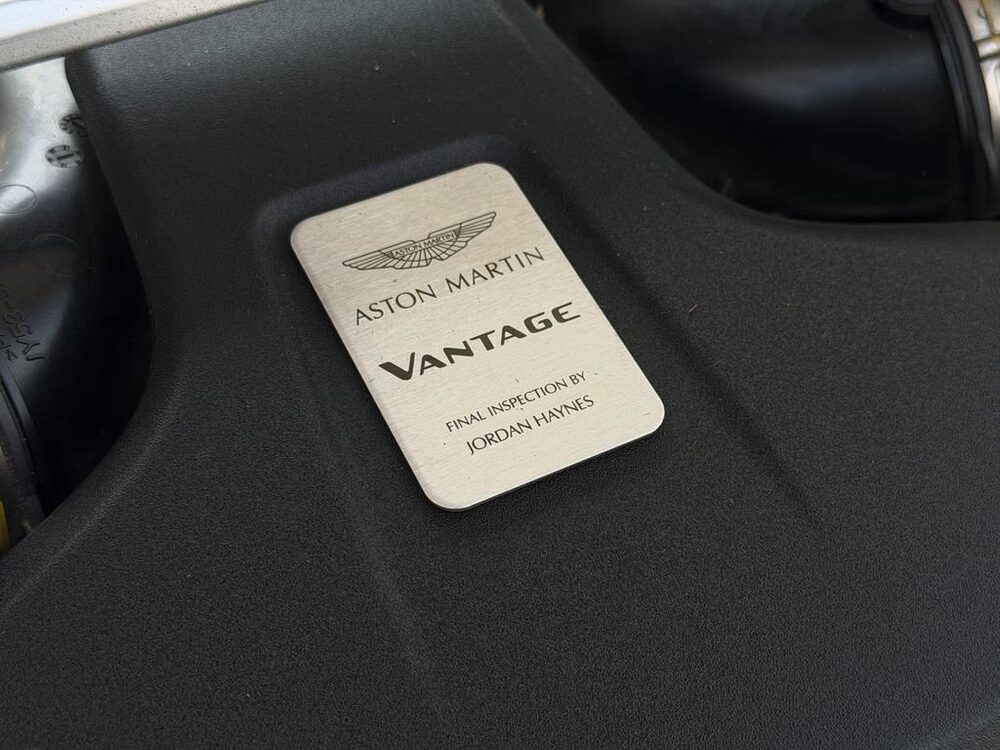 ASTON MARTIN
ASTON MARTIN
VANTAGE
FINAL INSPECTION BY
JORDAN HAYNES